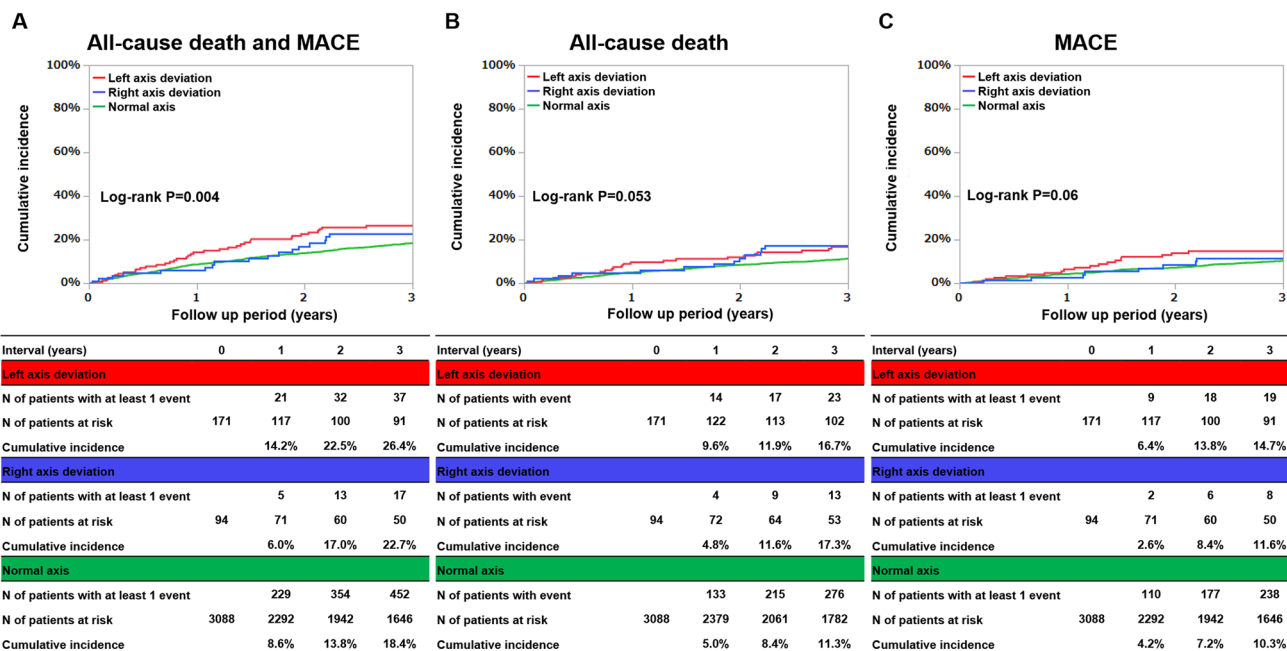 A
All-cause death and MACE
100%
80%
60%
40%
20%
0%
Cumulative incidence
Left axis deviation
Right axis deviation
Normal axis
Log-rank P=0.004
0 1 2 3
Follow up period (years)
Interval (years) 0 1 2 3
Left axis deviation
N of patients with at least 1 event 21 32 37
N of patients at risk 171 117 100 91
Cumulative incidence 14.2% 22.5% 26.4%
Right axis deviation
N of patients with at least 1 event 5 13 17
N of patients at risk 94 71 60 50
Cumulative incidence 6.0% 17.0% 22.7%
Normal axis
N of patients with at least 1 event 229 354 452
N of patients at risk 3088 2292 1942 1646
Cumulative incidence 8.6% 13.8% 18.4%
B
All-cause death
100%
80%
60%
40%
20%
0%
Cumulative incidence
Left axis deviation
Right axis deviation
Normal axis
Log-rank P=0.053
0 1 2 3
Follow up period (years)
Interval (years) 0 1 2 3
Left axis deviation
N of patients with event 14 17 23
N of patients at risk 171 122 113 102
Cumulative incidence 9.6% 11.9% 16.7%
Right axis deviation
N of patients with event 4 9 13
N of patients at risk 94 72 64 53
Cumulative incidence 4.8% 11.6% 17.3%
Normal axis
N of patients with event 133 215 276
N of patients at risk 3088 2379 2061 1782
Cumulative incidence 5.0% 8.4% 11.3%
C
MACE
100%
80%
60%
40%
20%
0%
Cumulative incidence
Left axis deviation
Right axis deviation
Normal axis
Log-rank P=0.06
0 1 2 3
Follow up period (years)
Interval (years) 0 1 2 3
Left axis deviation
N of patients with at least 1 event 9 18 19
N of patients at risk 171 117 100 91
Cumulative incidence 6.4% 13.8% 14.7%
Right axis deviation
N of patients with at least 1 event 2 6 8
N of patients at risk 94 71 60 50
Cumulative incidence 2.6% 8.4% 11.6%
Normal axis
N of patients with at least 1 event 110 177 238
N of patients at risk 3088 2292 1942 1646
Cumulative incidence 4.2% 7.2% 10.3%